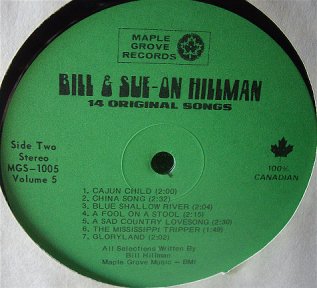 MAPLE
GROVE
RECORDS
BILL & SUE-ON HILLMAN
14 ORIGINAL SONGS
Side Two
Stereo
MGS-1005
Volume 5
100%
CANADIAN
1. CAJUN CHILD (2:00)
2. CHINA SONG (2:32)
3. BLUE SHALLOW RIVER (2:04)
4. A FOOL ON A STOOL (2:15)
5. A SAD COUNTRY LOVESONG (2:30)
6. THE MISSISSIPPI TRIPPER (1:49)
7. GLORYLAND (2:02)
All Selections Written By
Bill Hillman
Maple Grove Music - BMI